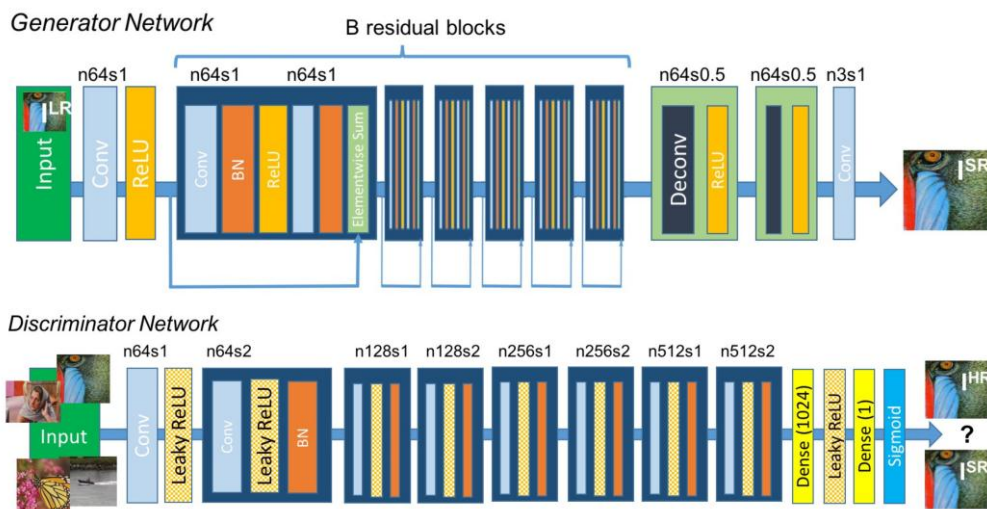 Generator Network
B residual blocks
n64s1
n64s1
n64s1
n64s0.5
n64s0.5
n3s1
I^LR
Input
Conv
ReLU
Conv
BN
ReLU
Elementwise Sum
Deconv
ReLU
Conv
I^SR
Discriminator Network
n64s1
n64s2
n128s1
n128s2
n256s1
n256s2
n512s1
n512s2
Input
Conv
Leaky ReLU
Conv
Leaky ReLU
BN
Dense (1024)
Leaky ReLU
Dense (1)
Sigmoid
I^HR
?
I^SR